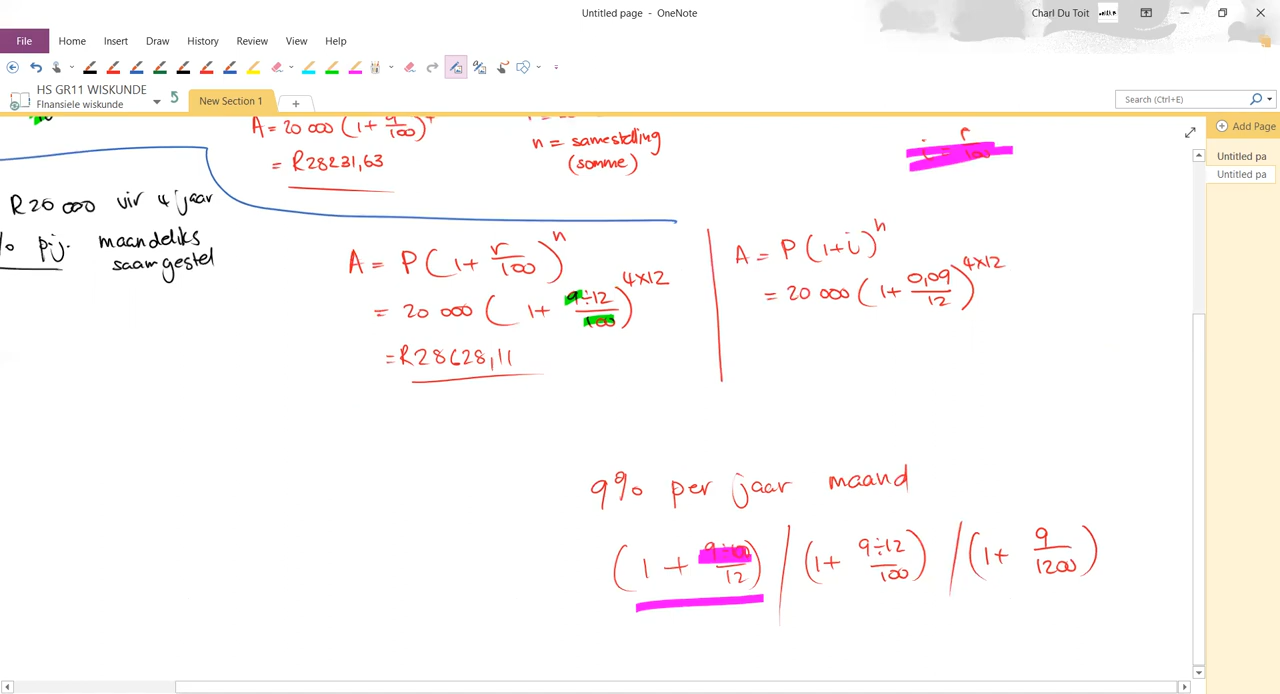 Untitled page - OneNote
Charl Du Toit
File Home Insert Draw History Review View Help
HS GR11 WISKUNDE
FInansiele wiskunde
New Section 1
+
Search (Ctrl+E)
Add Page
Untitled pa
Untitled pa
A = 20 000 (1 + 9/100)
= R28231,63
n = samestelling
(somme)
i = r/100
R20 000 vir 4 jaar
% p.j. maandeliks
saamgestel
A = P(1 + r/100)^n
= 20 000 (1 + 9÷12/100)^4×12
= R28628,11
A = P(1+i)^n
= 20 000 (1 + 0,09/12)^4×12
9% per jaar maand
(1 + 9÷100/12) / (1 + 9÷12/100) / (1 + 9/1200)